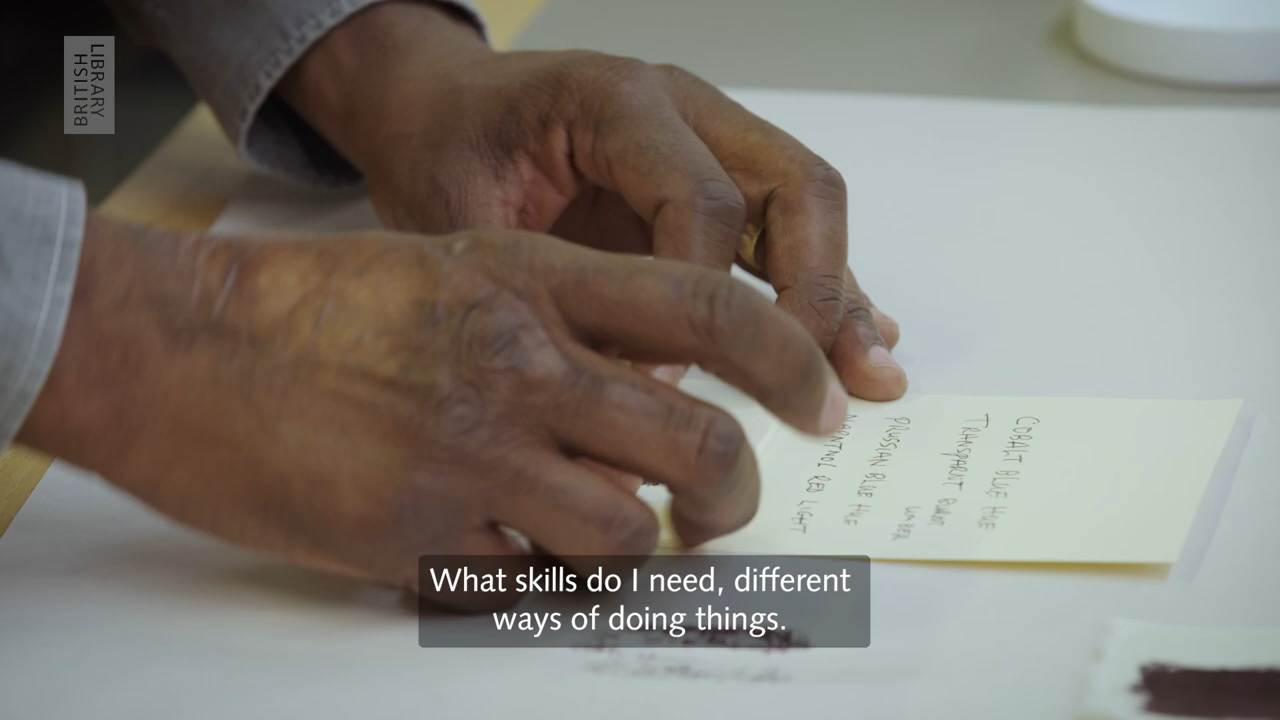 LIBRARY
BRITISH
COBALT BLUE HUE
TRANSPARENT BURNT
UMBER
PRUSSIAN BLUE HUE
RED LIGHT
What skills do I need, different
ways of doing things.